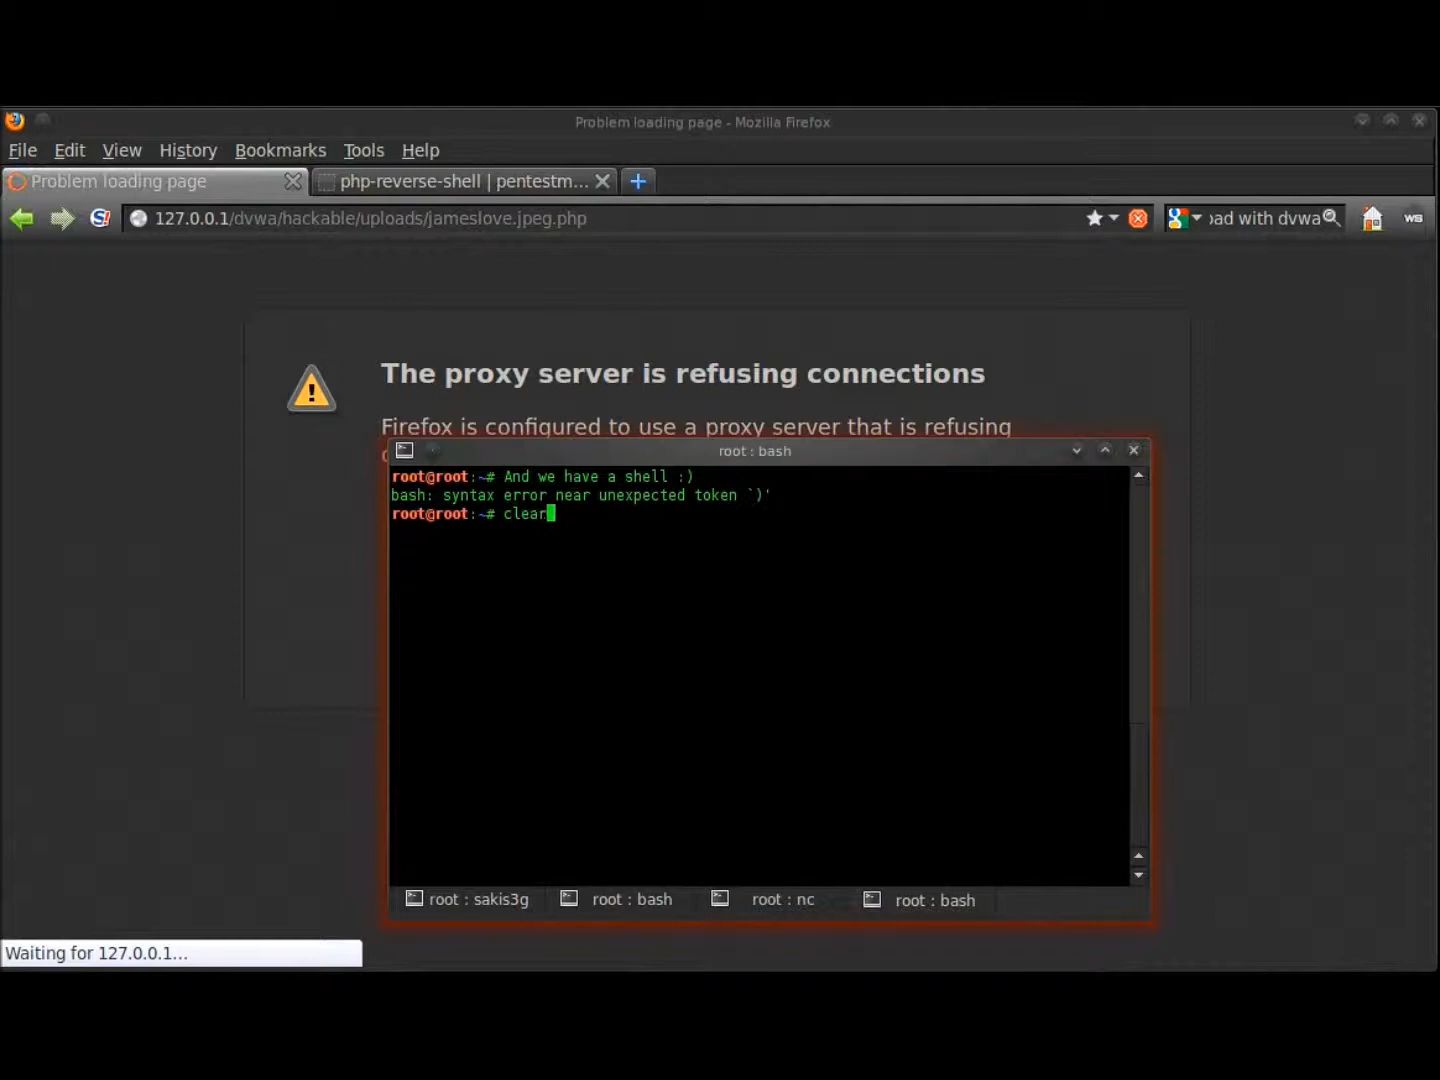 Problem loading page - Mozilla Firefox
File Edit View History Bookmarks Tools Help
Problem loading page php-reverse-shell | pentestm...
127.0.0.1/dvwa/hackable/uploads/jameslove.jpeg.php with dvwa
The proxy server is refusing connections
Firefox is configured to use a proxy server that is refusing
root : bash
root@root:~# And we have a shell :)
bash: syntax error near unexpected token `)'
root@root:~# clear
root : sakis3g root : bash root : nc root : bash
Waiting for 127.0.0.1...